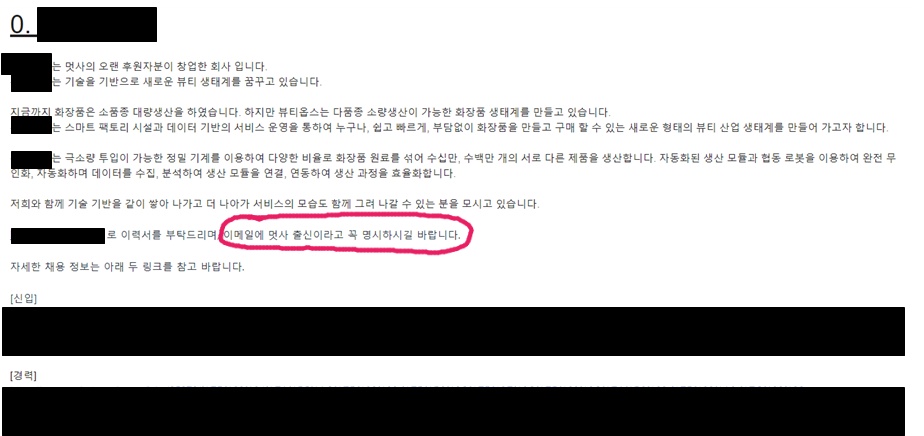 0.
는 멋사의 오랜 후원자분이 창업한 회사 입니다.
는 기술을 기반으로 새로운 뷰티 생태계를 꿈꾸고 있습니다.
지금까지 화장품은 소품종 대량생산을 하였습니다. 하지만 뷰티옵스는 다품종 소량생산이 가능한 화장품 생태계를 만들고 있습니다.
는 스마트 팩토리 시설과 데이터 기반의 서비스 운영을 통하여 누구나, 쉽고 빠르게, 부담없이 화장품을 만들고 구매 할 수 있는 새로운 형태의 뷰티 산업 생태계를 만들어 가고자 합니다.
는 극소량 투입이 가능한 정밀 기계를 이용하여 다양한 비율로 화장품 원료를 섞어 수십만, 수백만 개의 서로 다른 제품을 생산합니다. 자동화된 생산 모듈과 협동 로봇을 이용하여 완전 무
인화, 자동화하며 데이터를 수집, 분석하여 생산 모듈을 연결, 연동하여 생산 과정을 효율화합니다.
저희와 함께 기술 기반을 같이 쌓아 나가고 더 나아가 서비스의 모습도 함께 그려 나갈 수 있는 분을 모시고 있습니다.
로 이력서를 부탁드리며, 이메일에 멋사 출신이라고 꼭 명시하시길 바랍니다.
자세한 채용 정보는 아래 두 링크를 참고 바랍니다.
[신입]
[경력]